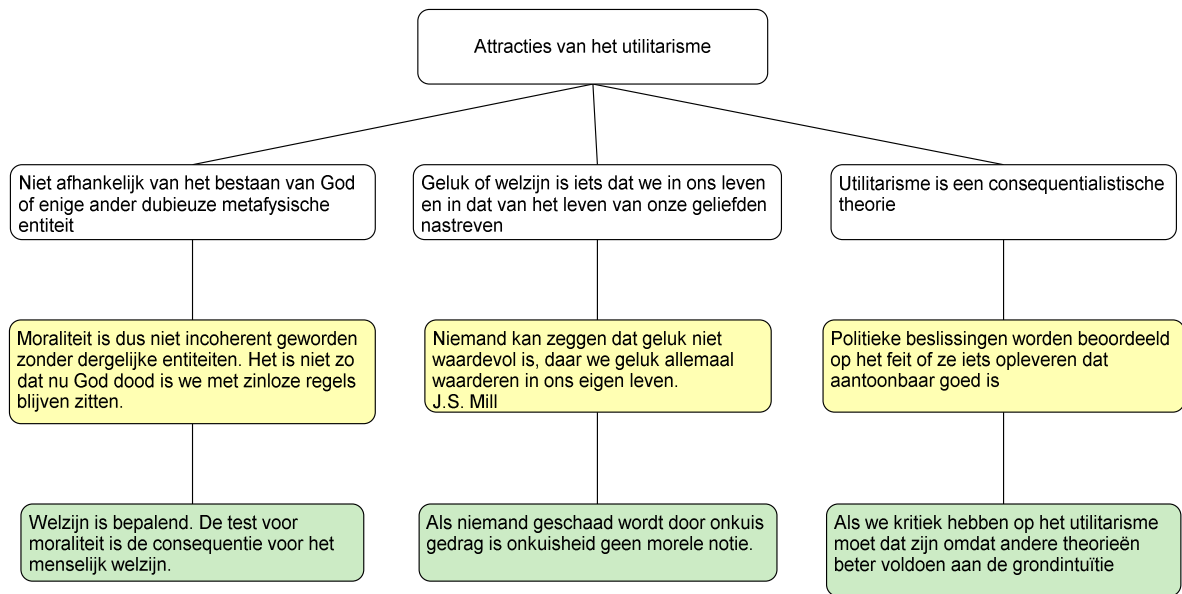 Attracties van het utilitarisme
Niet afhankelijk van het bestaan van God
of enige ander dubieuze metafysische
entiteit
Geluk of welzijn is iets dat we in ons leven
en in dat van het leven van onze geliefden
nastreven
Utilitarisme is een consequentialistische
theorie
Moraliteit is dus niet incoherent geworden
zonder dergelijke entiteiten. Het is niet zo
dat nu God dood is we met zinloze regels
blijven zitten.
Niemand kan zeggen dat geluk niet
waardevol is, daar we geluk allemaal
waarderen in ons eigen leven.
J.S. Mill
Politieke beslissingen worden beoordeeld
op het feit of ze iets opleveren dat
aantoonbaar goed is
Welzijn is bepalend. De test voor
moraliteit is de consequentie voor het
menselijk welzijn.
Als niemand geschaad wordt door onkuis
gedrag is onkuisheid geen morele notie.
Als we kritiek hebben op het utilitarisme
moet dat zijn omdat andere theorieën
beter voldoen aan de grondintuïtie